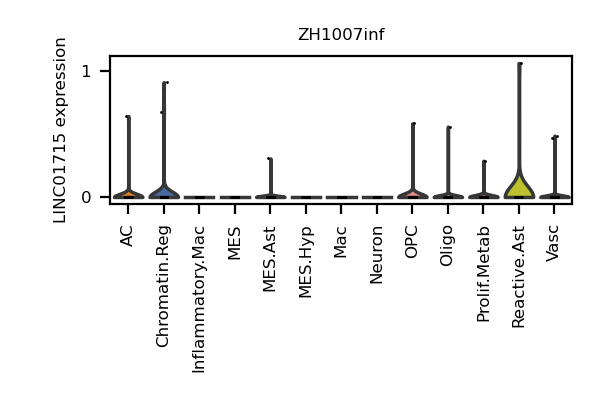 ZH1007inf
LINC01715 expression
1
0
AC
Chromatin.Reg
Inflammatory.Mac
MES
MES.Ast
MES.Hyp
Mac
Neuron
OPC
Oligo
Prolif.Metab
Reactive.Ast
Vasc